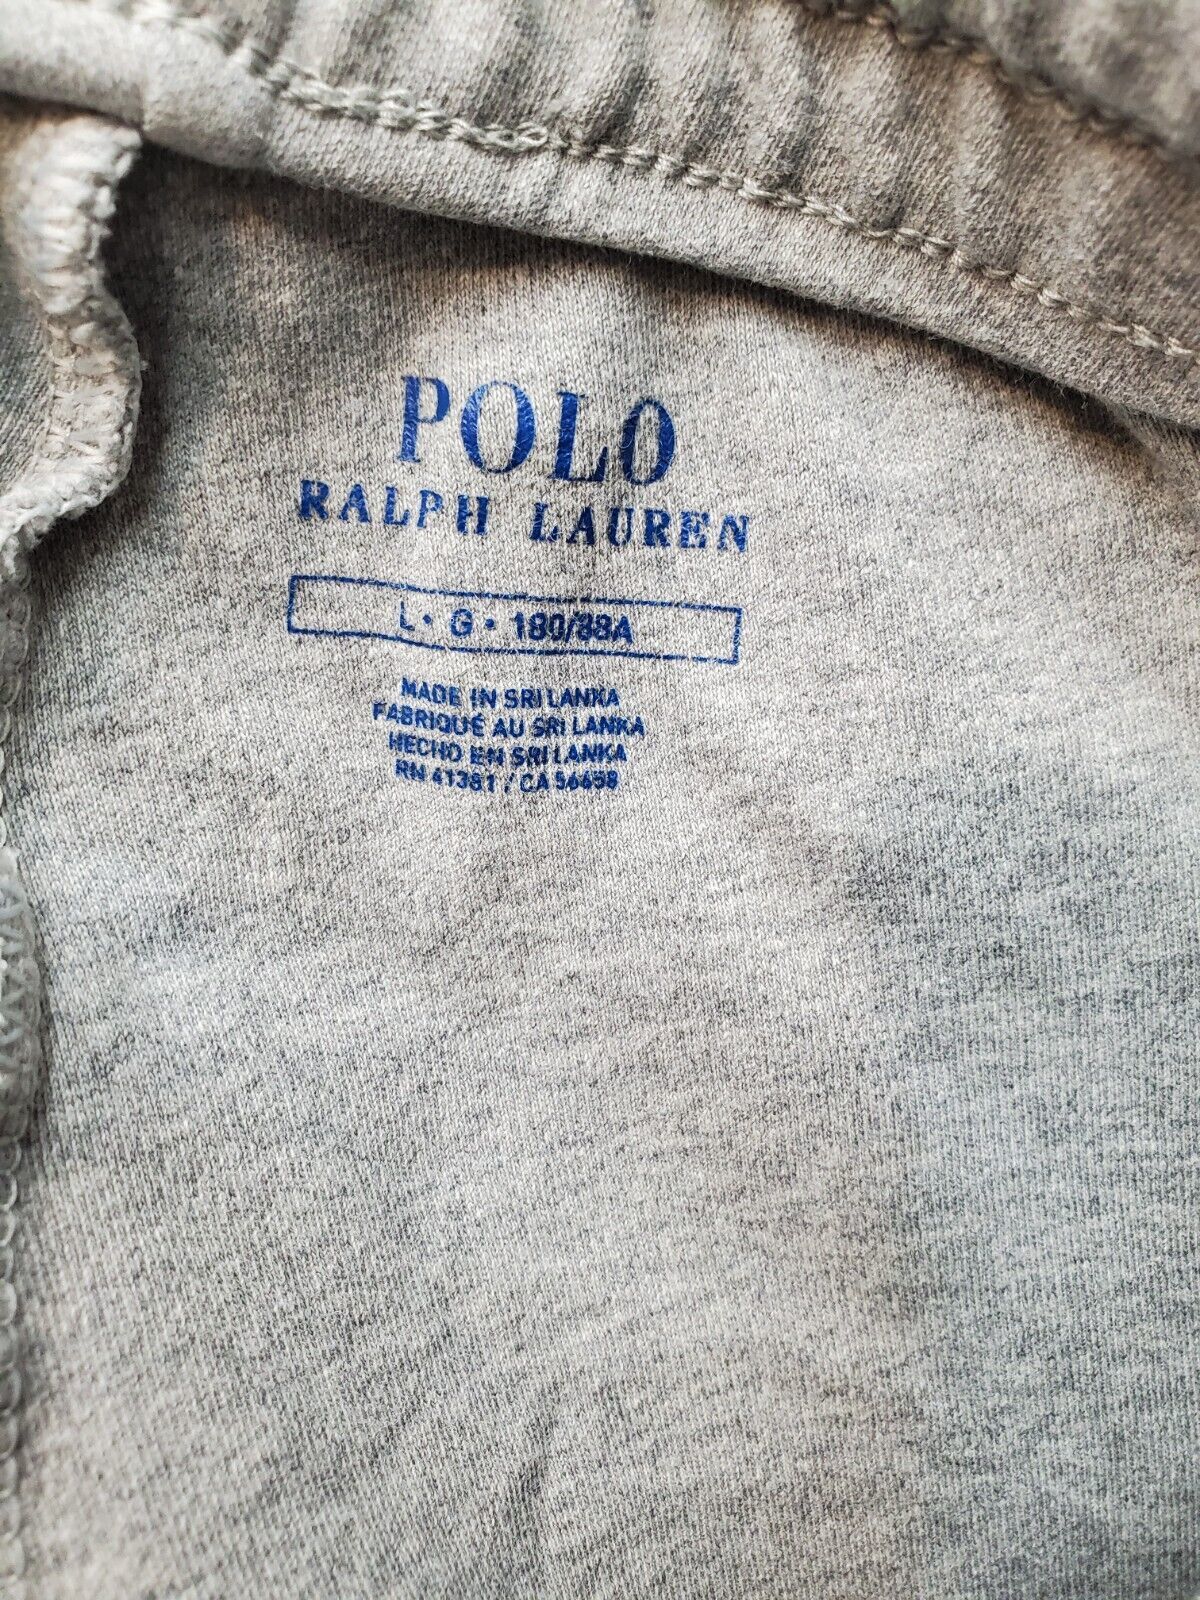 POLO
RALPH LAUREN
L • G • 180/88A
MADE IN SRI LANKA
FABRIQUÉ AU SRI LANKA
HECHO EN SRI LANKA
RN 41381 / CA 56658